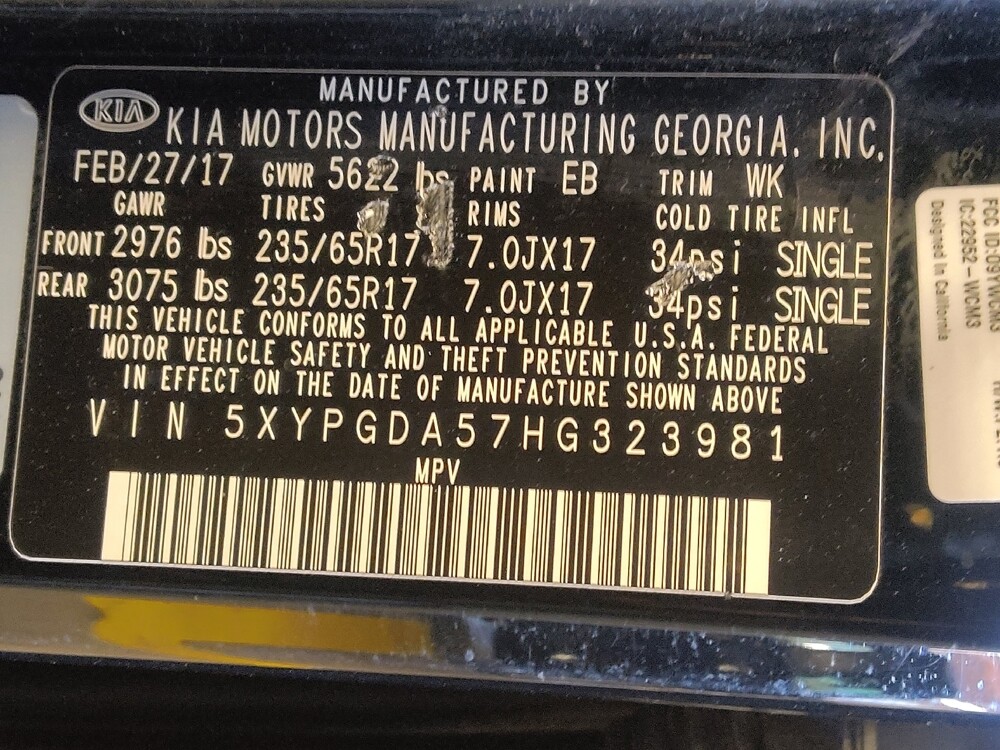 MANUFACTURED BY
KIA KIA MOTORS MANUFACTURING GEORGIA, INC.
FEB/27/17 GVWR 5622 lbs PAINT EB TRIM WK
GAWR TIRES RIMS COLD TIRE INFL
FRONT 2976 lbs 235/65R17 7.0JX17 34psi SINGLE
REAR 3075 lbs 235/65R17 7.0JX17 34psi SINGLE
THIS VEHICLE CONFORMS TO ALL APPLICABLE U.S.A. FEDERAL
MOTOR VEHICLE SAFETY AND THEFT PREVENTION STANDARDS
IN EFFECT ON THE DATE OF MANUFACTURE SHOWN ABOVE
VIN 5XYPGDA57HG323981
MPV
IC:22952-WCM3
Designed In California